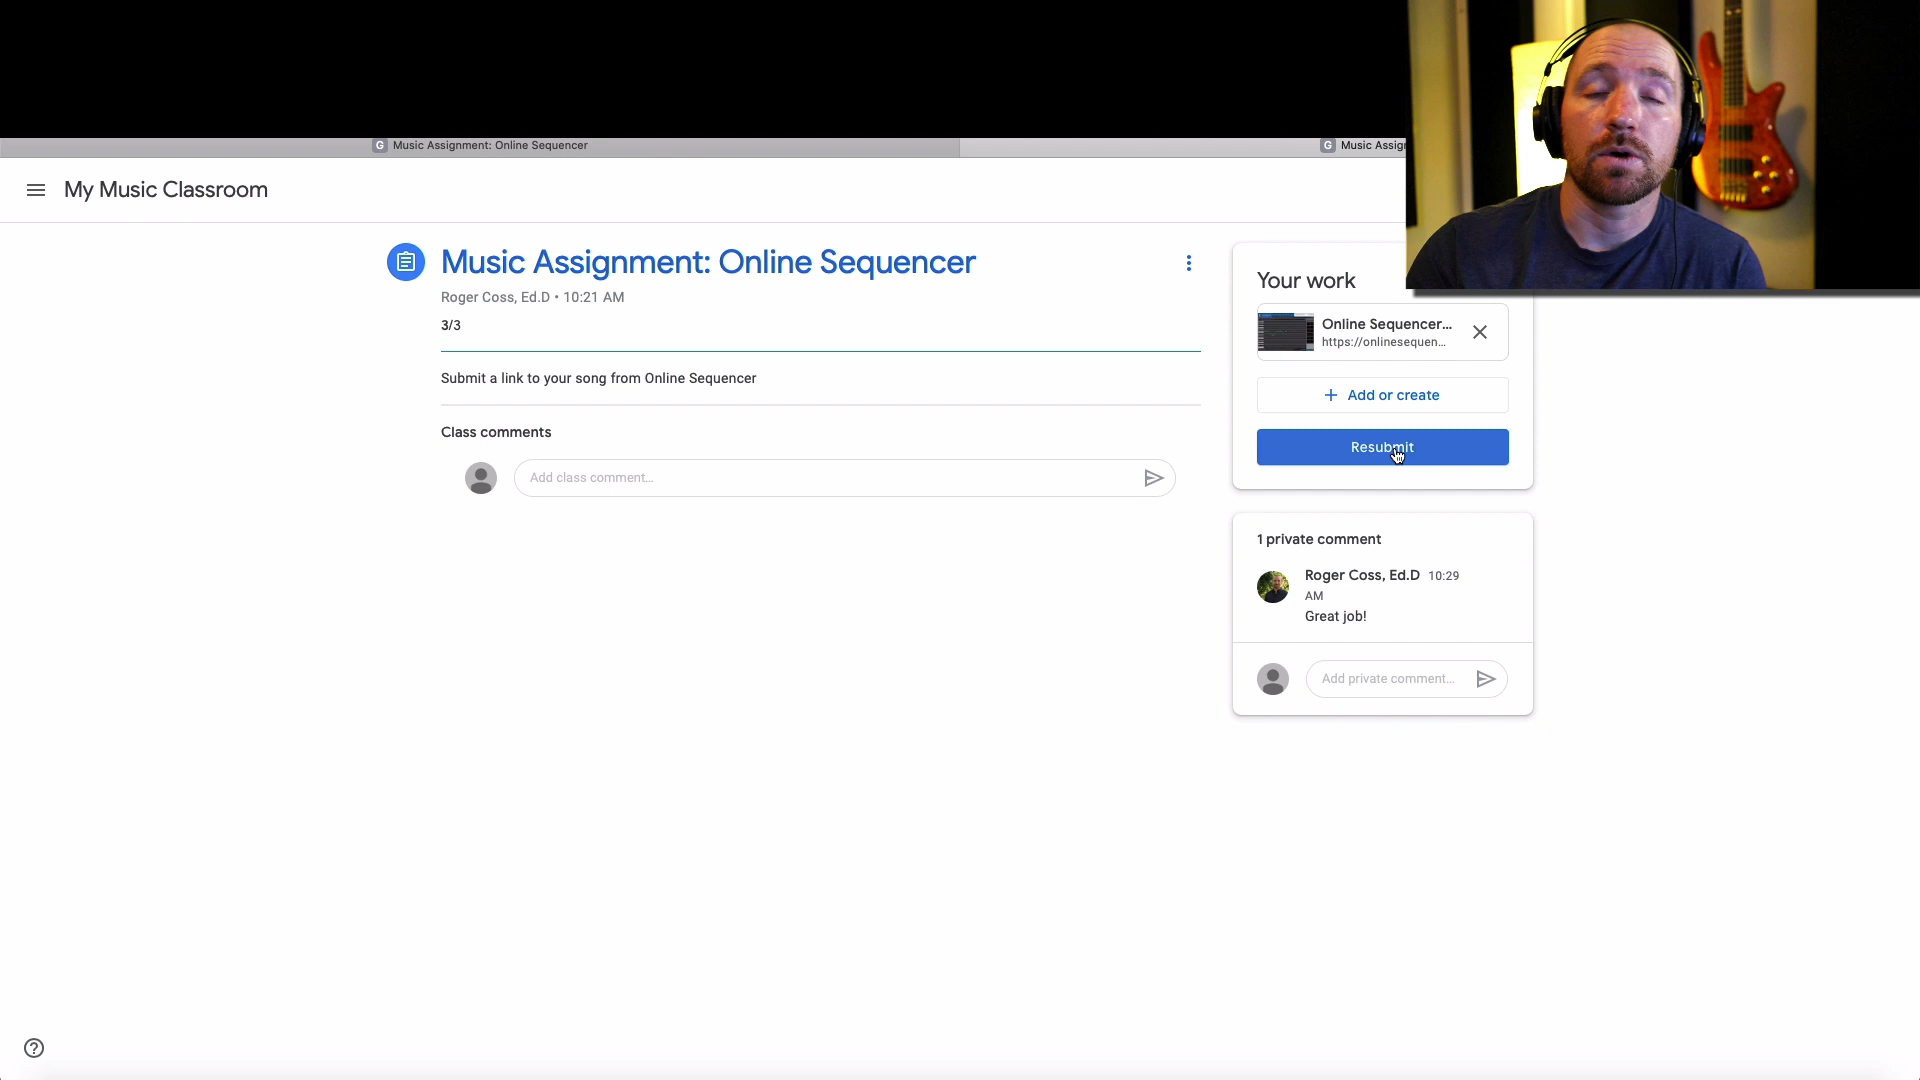 G Music Assignment: Online Sequencer
G Music Assign
My Music Classroom
Music Assignment: Online Sequencer
Roger Coss, Ed.D • 10:21 AM
3/3
Submit a link to your song from Online Sequencer
Class comments
Add class comment...
Your work
Online Sequencer...
https://onlinesequen...
+ Add or create
Resubmit
1 private comment
Roger Coss, Ed.D 10:29
AM
Great job!
Add private comment...